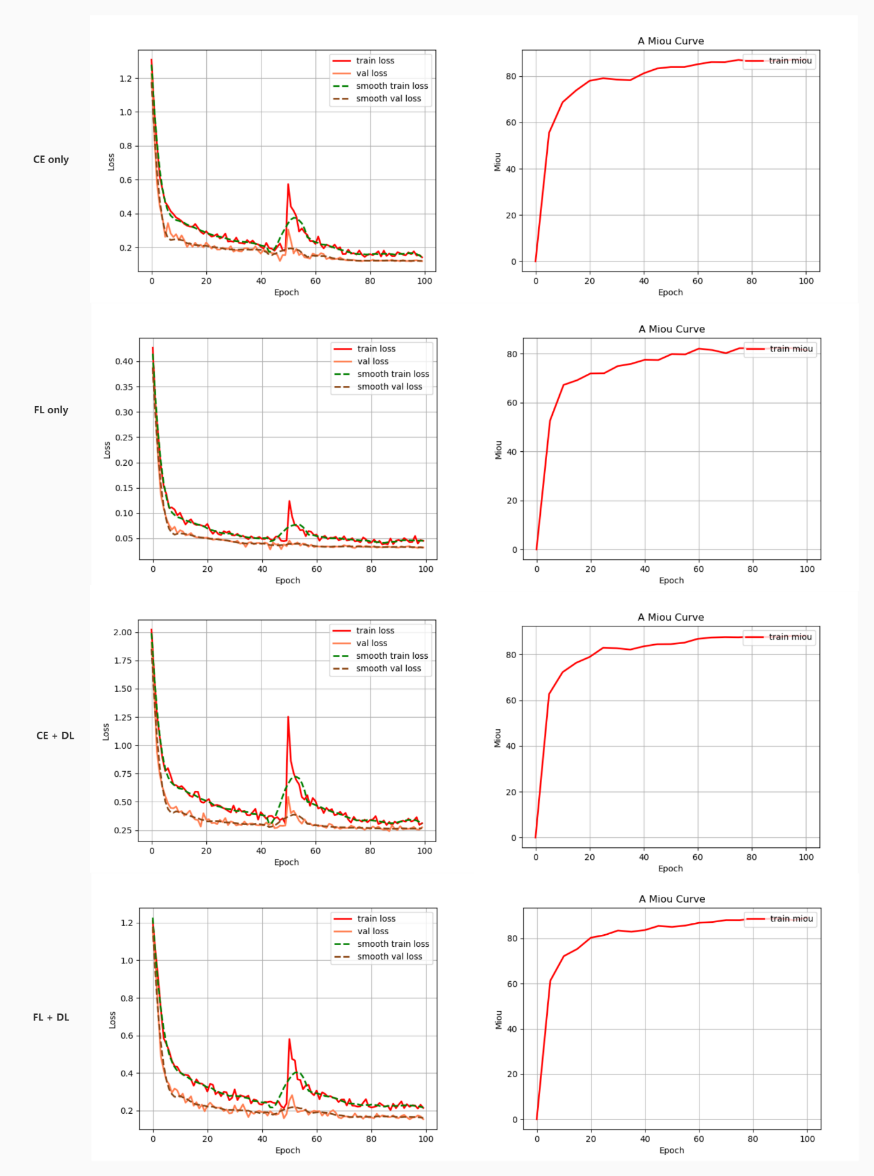 CE only
1.2
1.0
0.8
0.6
0.4
0.2
0 20 40 60 80 100
Loss
Epoch
train loss
val loss
smooth train loss
smooth val loss
A Miou Curve
80
60
40
20
0
0 20 40 60 80 100
Miou
Epoch
train miou
FL only
0.40
0.35
0.30
0.25
0.20
0.15
0.10
0.05
0 20 40 60 80 100
Loss
Epoch
train loss
val loss
smooth train loss
smooth val loss
A Miou Curve
80
60
40
20
0
0 20 40 60 80 100
Miou
Epoch
train miou
CE + DL
2.00
1.75
1.50
1.25
1.00
0.75
0.50
0.25
0 20 40 60 80 100
Loss
Epoch
train loss
val loss
smooth train loss
smooth val loss
A Miou Curve
80
60
40
20
0
0 20 40 60 80 100
Miou
Epoch
train miou
FL + DL
1.2
1.0
0.8
0.6
0.4
0.2
0 20 40 60 80 100
Loss
Epoch
train loss
val loss
smooth train loss
smooth val loss
A Miou Curve
80
60
40
20
0
0 20 40 60 80 100
Miou
Epoch
train miou